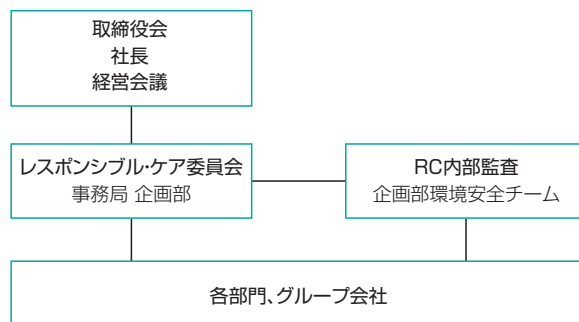 取締役会
社長
経営会議
レスポンシブル・ケア委員会
事務局 企画部
RC内部監査
企画部環境安全チーム
各部門、グループ会社